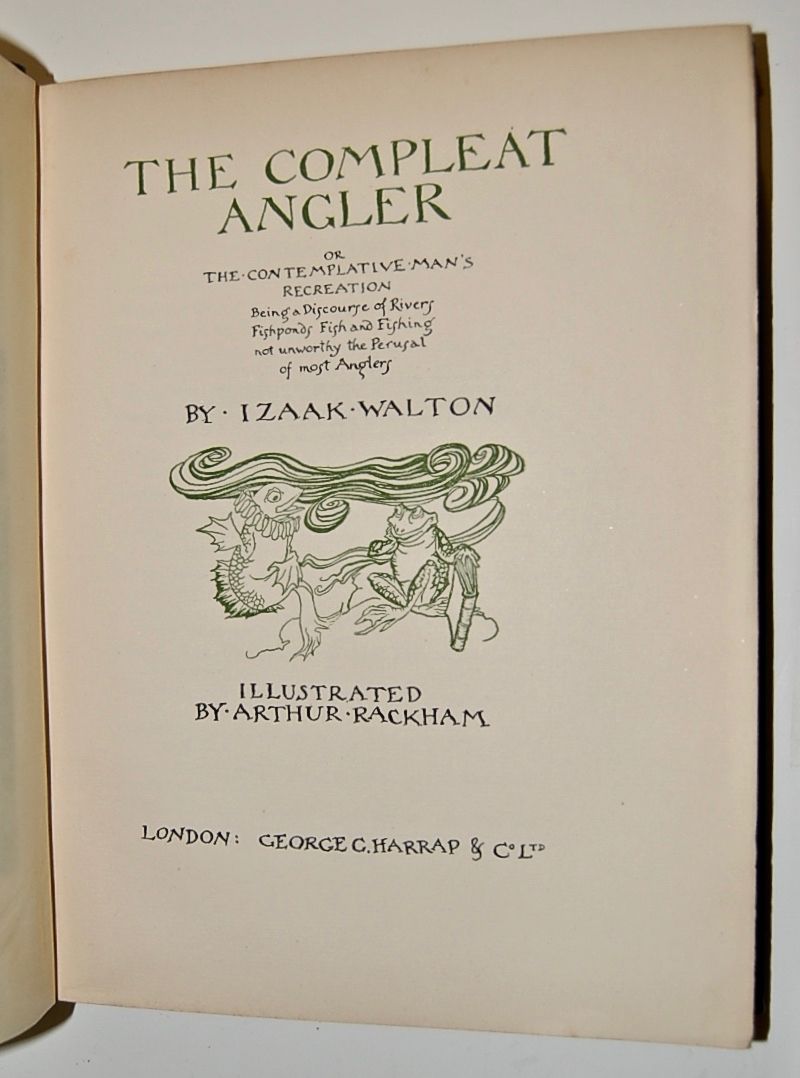 THE COMPLEAT
ANGLER
OR
THE·CONTEMPLATIVE·MAN'S
RECREATION
Being a Discourse of Rivers
Fishponds Fish and Fishing
not unworthy the Perusal
of most Anglers
BY·IZAAK·WALTON
ILLUSTRATED
BY·ARTHUR·RACKHAM
LONDON: GEORGE G. HARRAP & Co LTD